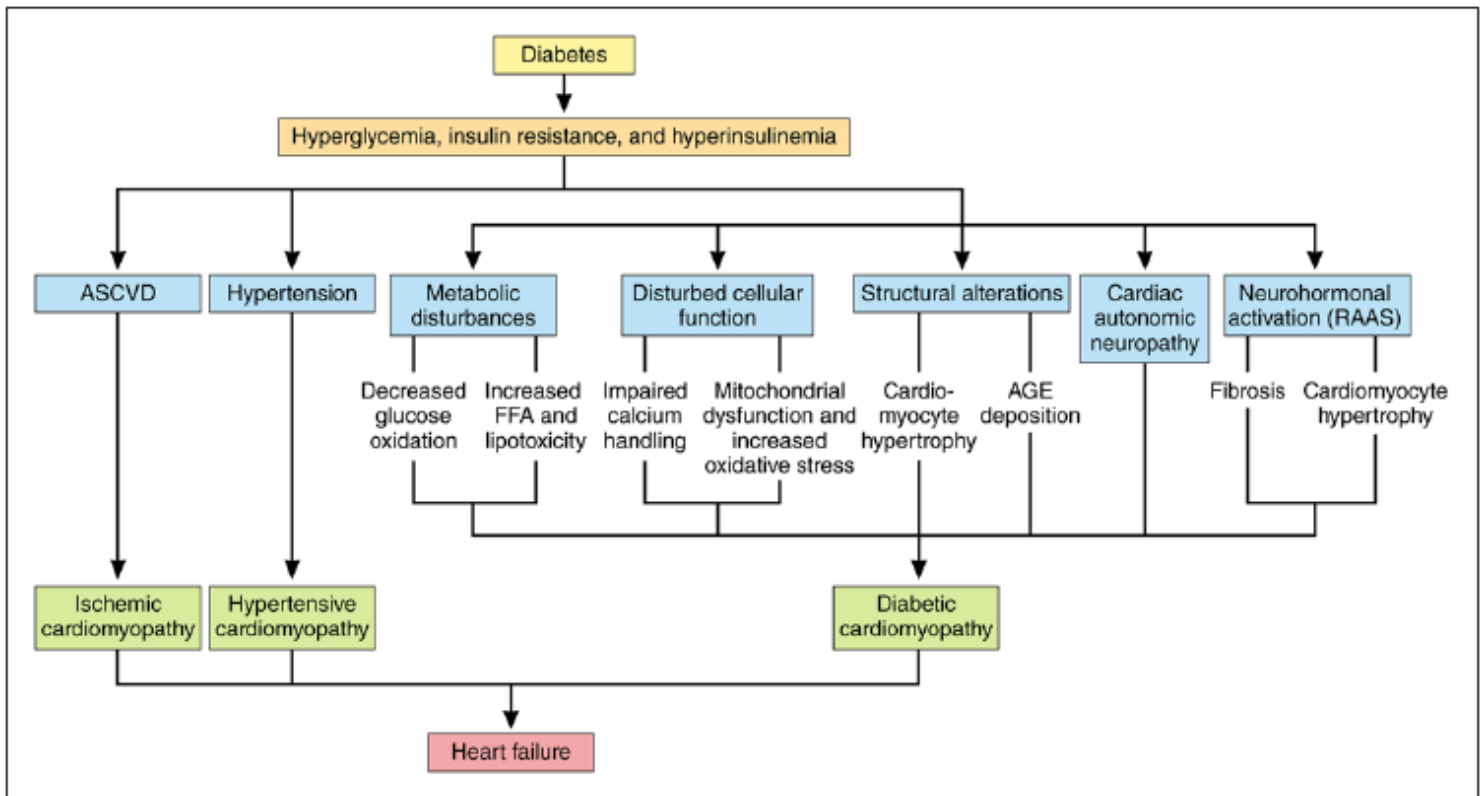 Diabetes
Hyperglycemia, insulin resistance, and hyperinsulinemia
ASCVD
Hypertension
Metabolic
disturbances
Disturbed cellular
function
Structural alterations
Cardiac
autonomic
neuropathy
Neurohormonal
activation (RAAS)
Decreased
glucose
oxidation
Increased
FFA and
lipotoxicity
Impaired
calcium
handling
Mitochondrial
dysfunction and
increased
oxidative stress
Cardio-
myocyte
hypertrophy
AGE
deposition
Fibrosis
Cardiomyocyte
hypertrophy
Ischemic
cardiomyopathy
Hypertensive
cardiomyopathy
Diabetic
cardiomyopathy
Heart failure